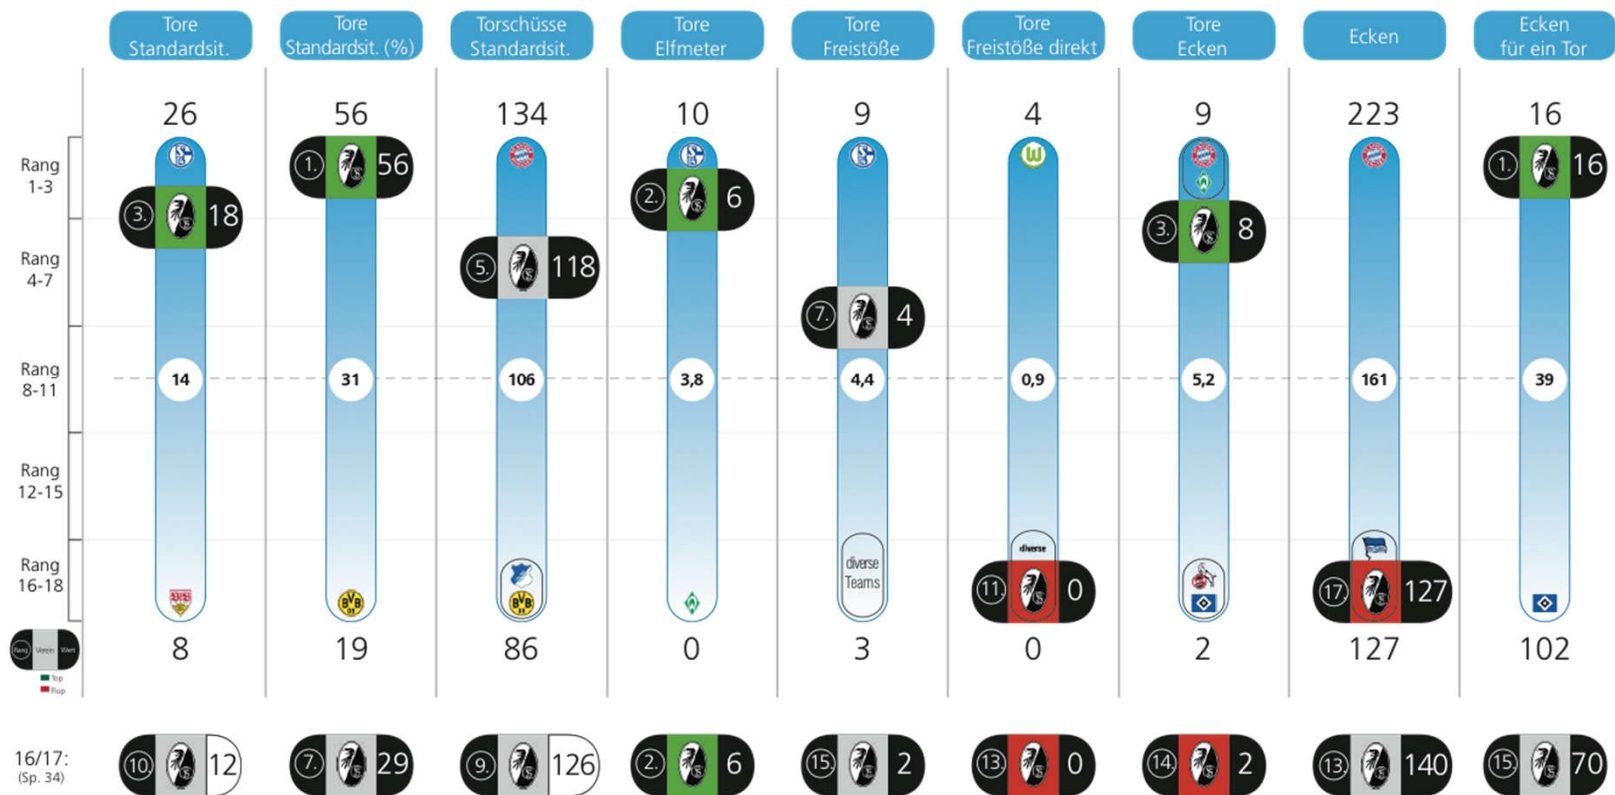 Tore
Standardsit.
Tore
Standardsit. (%)
Torschüsse
Standardsit.
Tore
Elfmeter
Tore
Freistöße
Tore
Freistöße direkt
Tore
Ecken
Ecken
Ecken
für ein Tor
26 56 134 10 9 4 9 223 16
Rang
1-3
1. 56
1. 16
2. 6
3. 18
3. 8
Rang
4-7
5. 118
7. 4
Rang
8-11
14 31 106 3,8 4,4 0,9 5,2 161 39
Rang
12-15
Rang
16-18
diverse
Teams
diverse
11. 0
17. 127
BVB
09
BVB
09
8 19 86 0 3 0 2 127 102
Rang Verein Wert
Top
Flop
16/17:
(Sp. 34)
10. 12
7. 29
9. 126
2. 6
15. 2
13. 0
14. 2
13. 140
15. 70